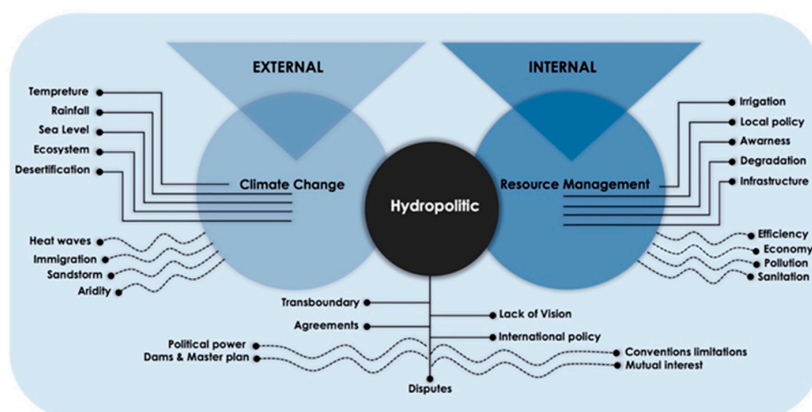 EXTERNAL
INTERNAL
Tempreture
Rainfall
Sea Level
Ecosystem
Desertification
Climate Change
Hydropolitic
Resource Management
Irrigation
Local policy
Awarness
Degradation
Infrastructure
Heat waves
Immigration
Sandstorm
Aridity
Efficiency
Economy
Pollution
Sanitation
Transboundary
Lack of Vision
Agreements
International policy
Political power
Dams & Master plan
Conventions limitations
Mutual interest
Disputes